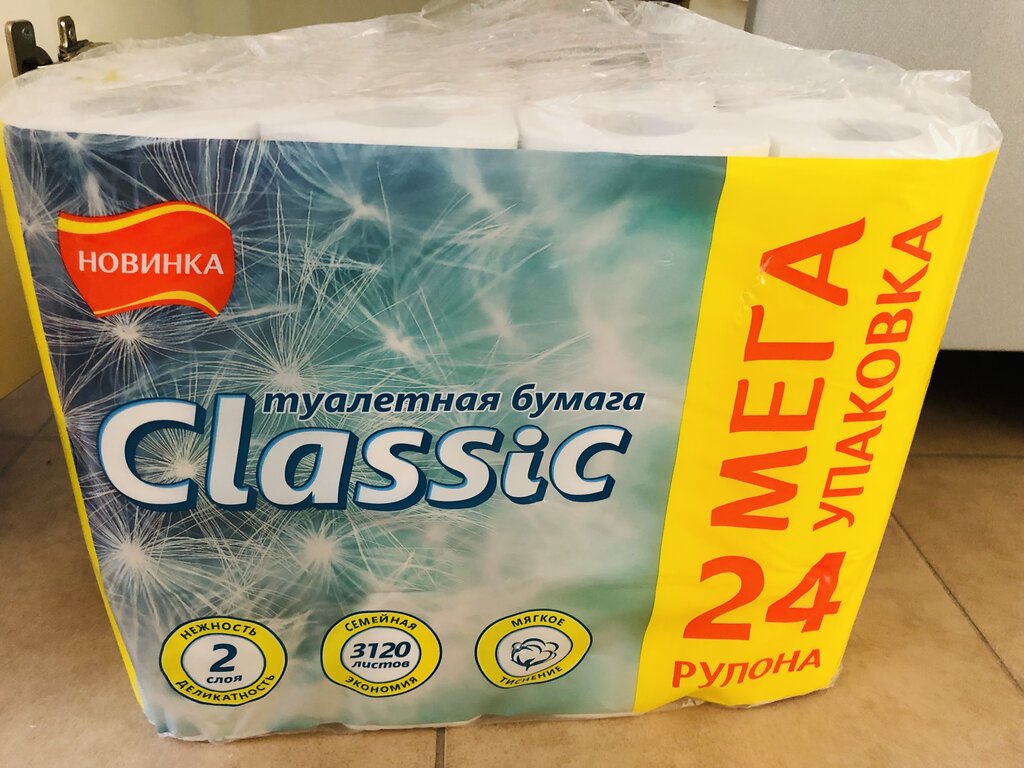 НОВИНКА
туалетная бумага
Classic
НЕЖНОСТЬ
2
слоя
ДЕЛИКАТНОСТЬ
СЕМЕЙНАЯ
3120
листов
ЭКОНОМИЯ
МЯГКОЕ
ТИСНЕНИЕ
МЕГА
УПАКОВКА
24
РУЛОНА